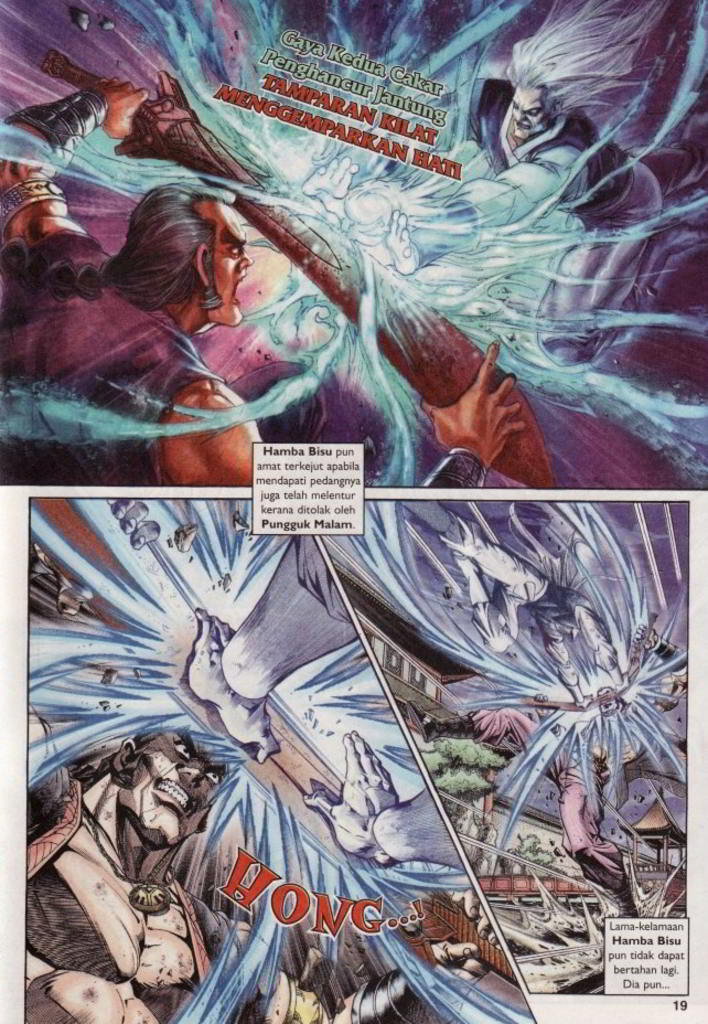 Gaya Kedua Cakar
Penghancur Jantung
TAMPARAN KILAT
MENGGEMPARKAN HATI
Hamba Bisu pun
amat terkejut apabila
mendapati pedangnya
juga telah melentur
kerana ditolak oleh
Pungguk Malam.
HONG...!
Lama-kelamaan
Hamba Bisu
pun tidak dapat
bertahan lagi.
Dia pun...
19